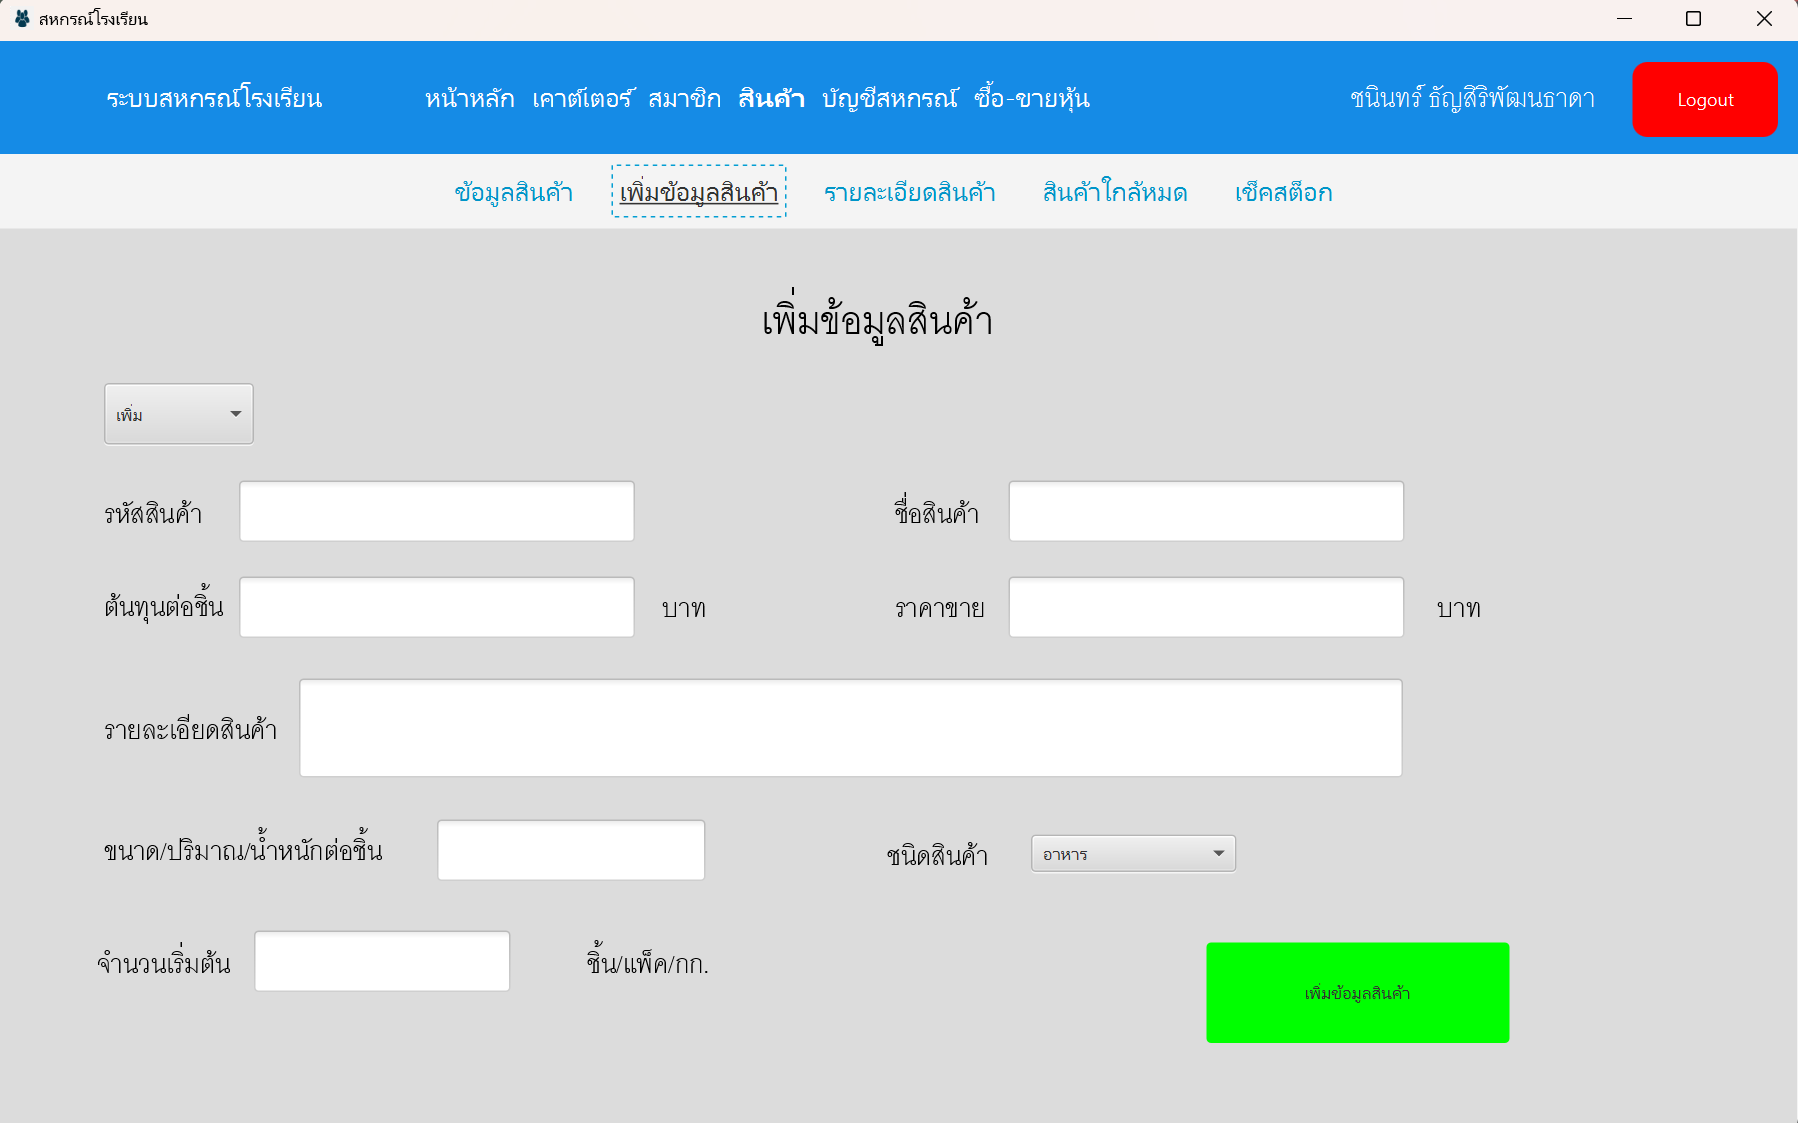 สหกรณ์โรงเรียน
ระบบสหกรณ์โรงเรียน หน้าหลัก เคาต์เตอร์ สมาชิก สินค้า บัญชีสหกรณ์ ซื้อ-ขายหุ้น ชนินทร์ ธัญสิริพัฒนธาดา Logout
ข้อมูลสินค้า เพิ่มข้อมูลสินค้า รายละเอียดสินค้า สินค้าใกล้หมด เช็คสต็อก
เพิ่มข้อมูลสินค้า
เพิ่ม
รหัสสินค้า ชื่อสินค้า
ต้นทุนต่อชิ้น บาท ราคาขาย บาท
รายละเอียดสินค้า
ขนาด/ปริมาณ/น้ำหนักต่อชิ้น ชนิดสินค้า อาหาร
จำนวนเริ่มต้น ชิ้น/แพ็ค/กก.
เพิมข้อมูลสินค้า